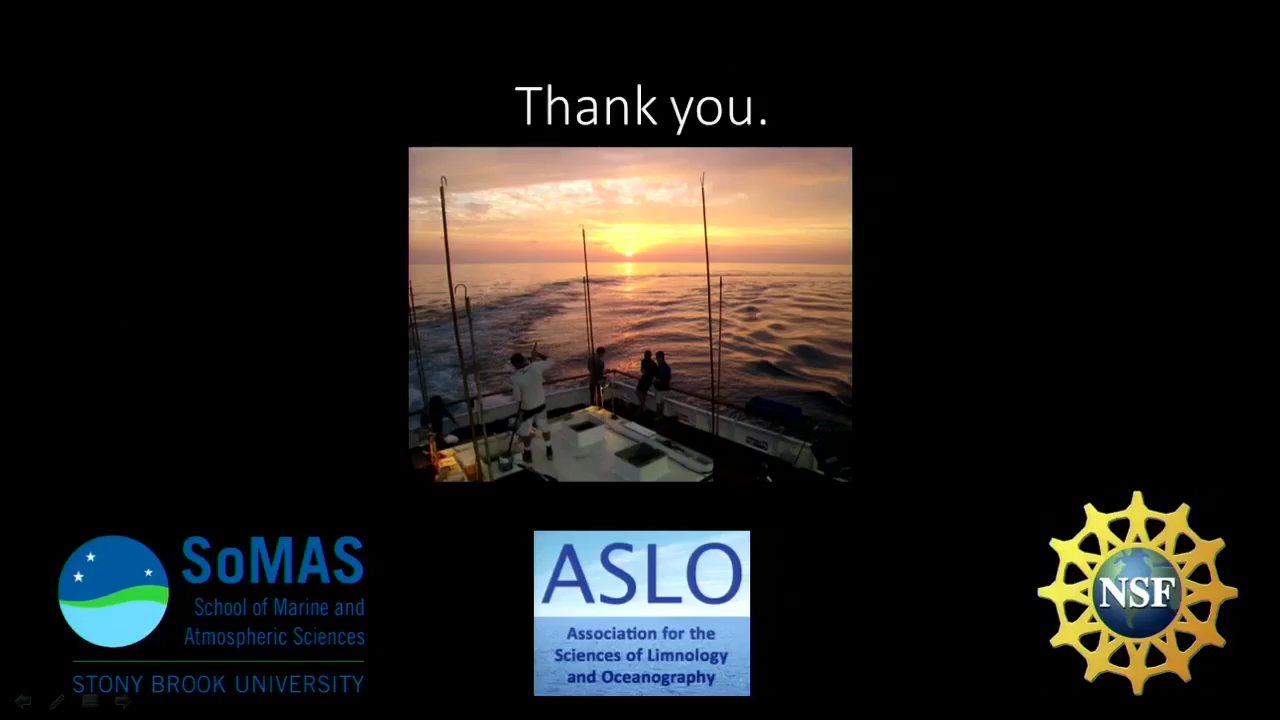 Thank you.
SoMAS
School of Marine and
Atmospheric Sciences
STONY BROOK UNIVERSITY
ASLO
Association for the
Sciences of Limnology
and Oceanography
NSF